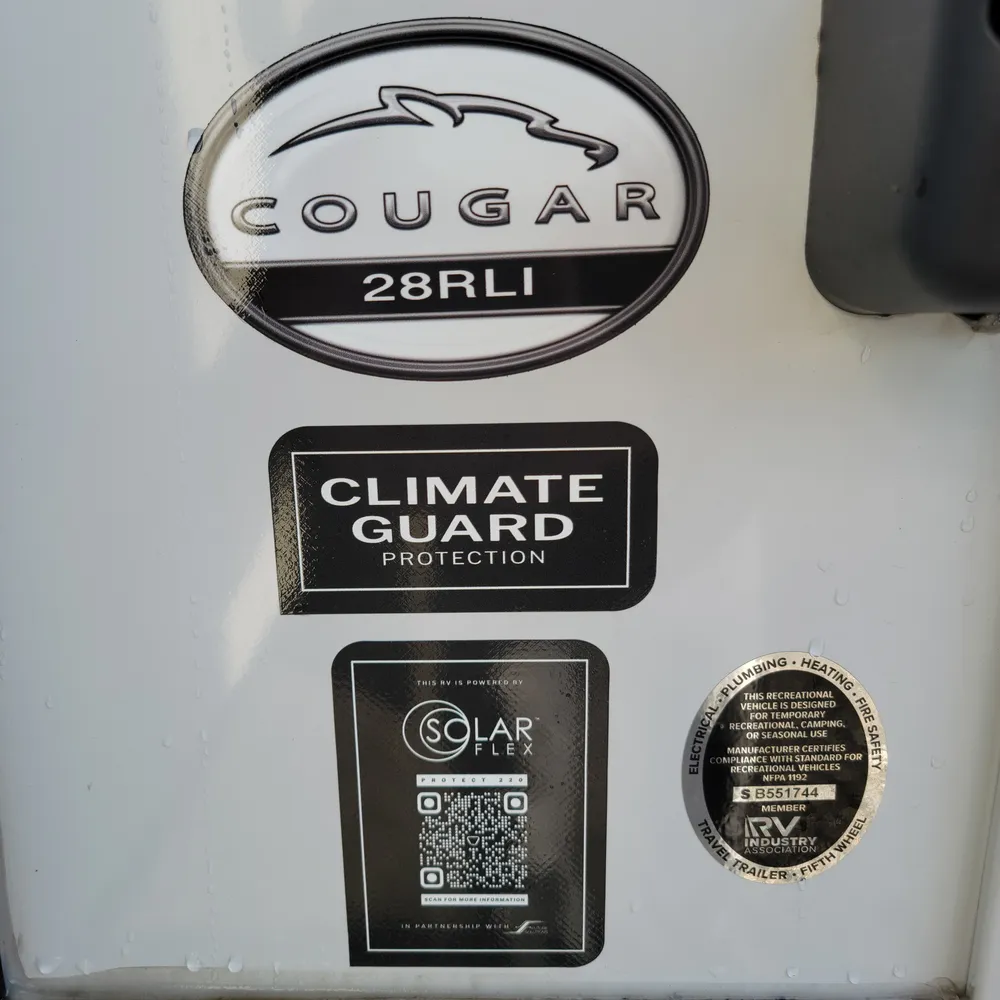 COUGAR
28RLI
CLIMATE
GUARD
PROTECTION
THIS RV IS POWERED BY
SOLAR™
FLEX
PROTECT 220
SCAN FOR MORE INFORMATION
IN PARTNERSHIP WITH
ELECTRICAL • PLUMBING • HEATING • FIRE SAFETY
THIS RECREATIONAL
VEHICLE IS DESIGNED
FOR TEMPORARY
RECREATIONAL, CAMPING,
OR SEASONAL USE
MANUFACTURER CERTIFIES
COMPLIANCE WITH STANDARD FOR
RECREATIONAL VEHICLES
NFPA 1192
S B551744
MEMBER
RV
INDUSTRY
ASSOCIATION
TRAVEL TRAILER • FIFTH WHEEL